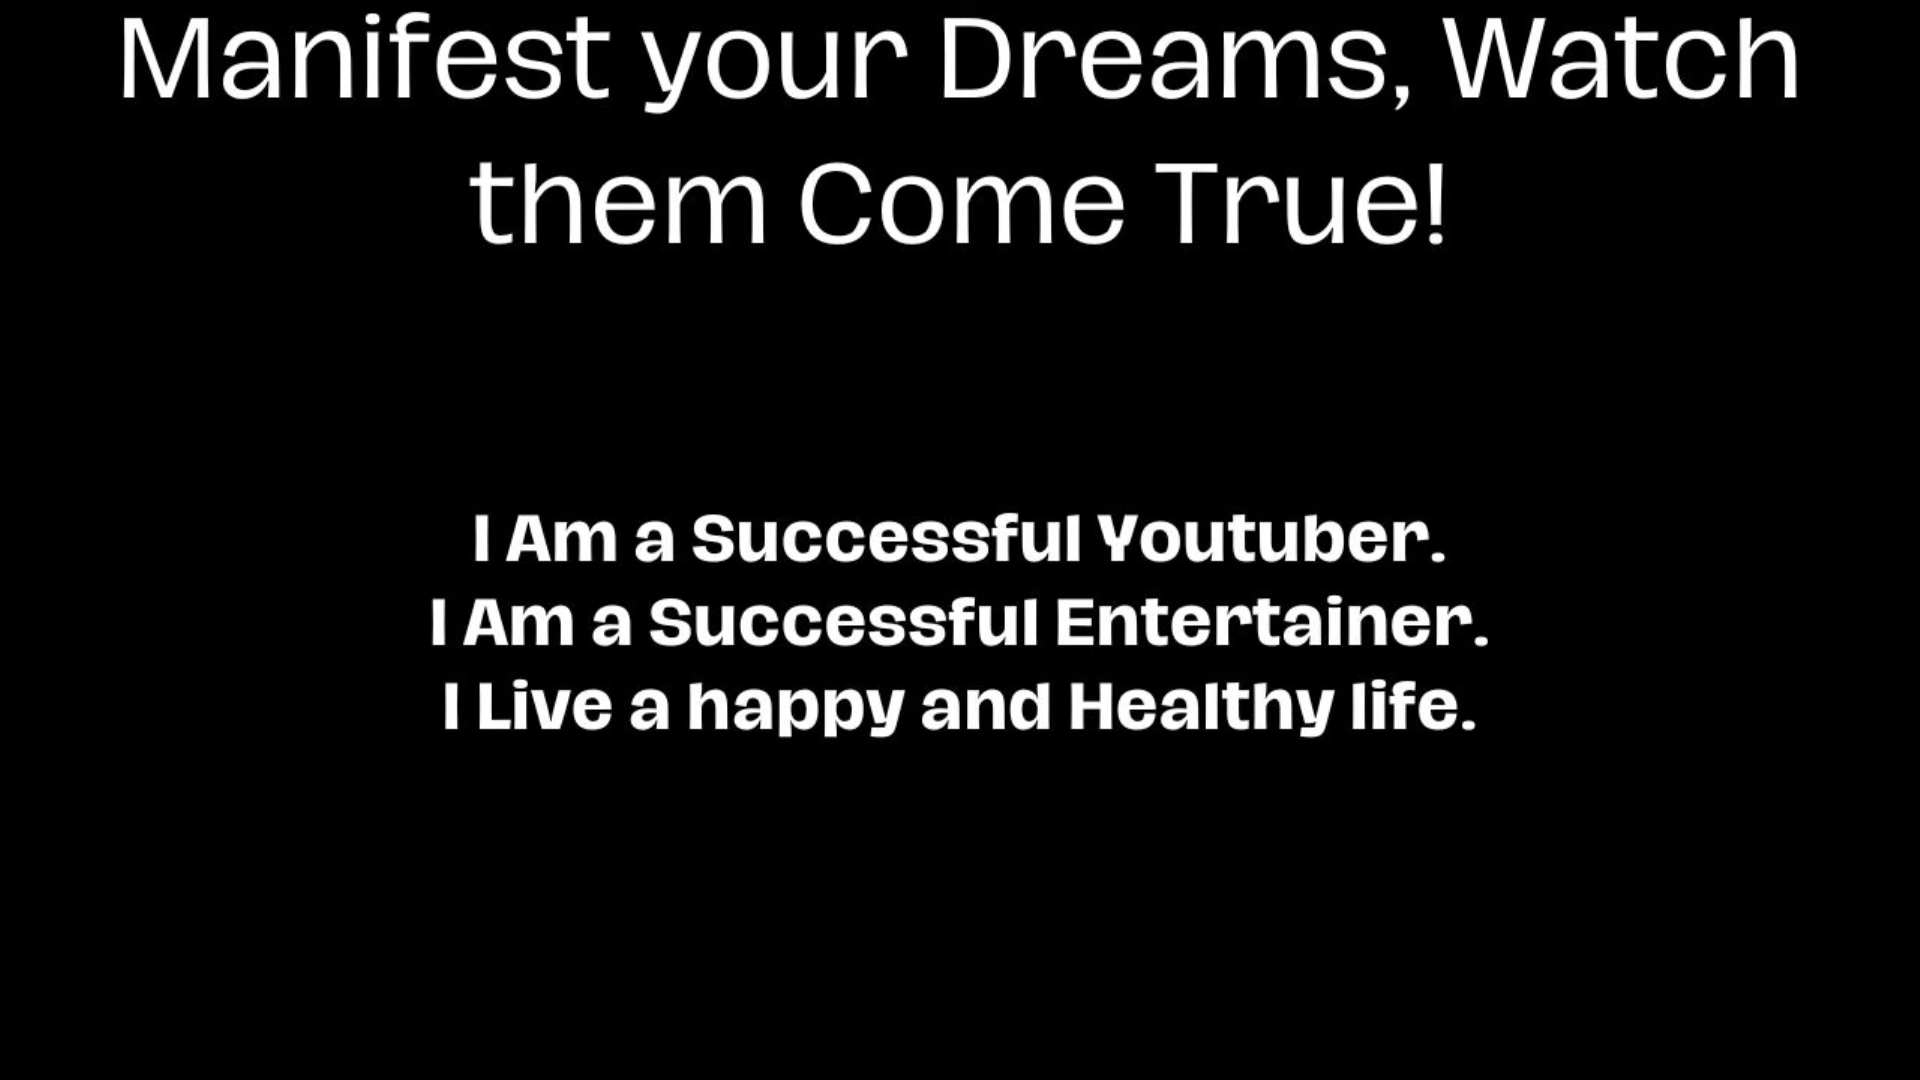 Manifest your Dreams, Watch
them Come True!
I Am a Successful Youtuber.
I Am a Successful Entertainer.
I Live a happy and Healthy life.